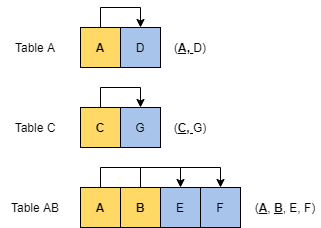 Table A A D (A, D)
Table C C G (C, G)
Table AB A B E F (A, B, E, F)